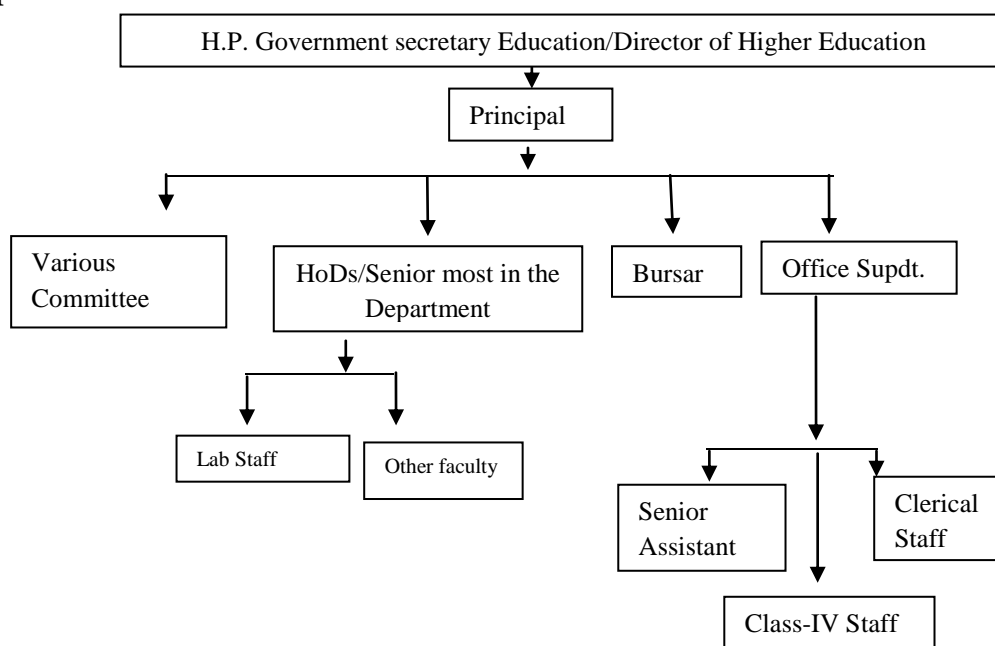 H.P. Government secretary Education/Director of Higher Education
Principal
Various
Committee
HoDs/Senior most in the
Department
Bursar
Office Supdt.
Lab Staff
Other faculty
Senior
Assistant
Clerical
Staff
Class-IV Staff